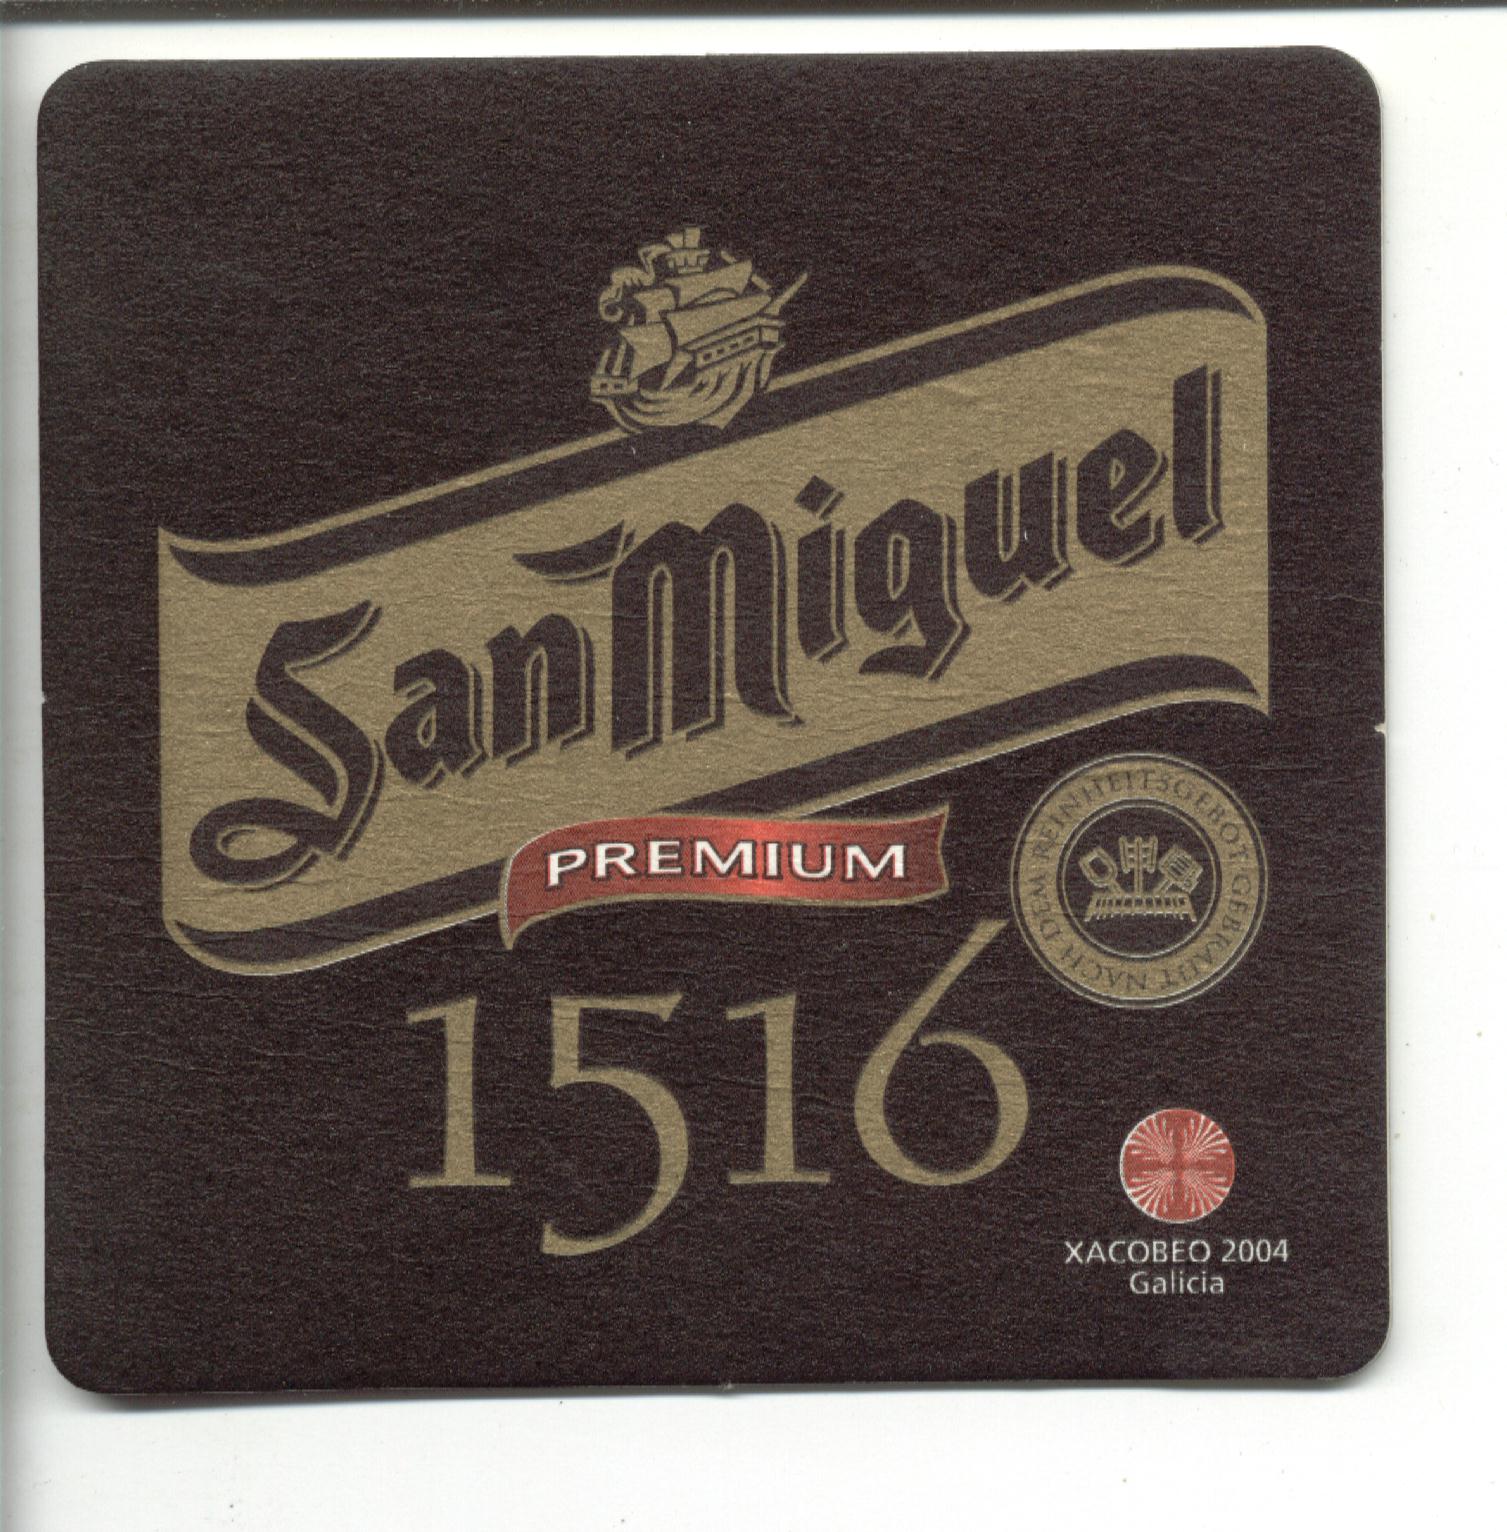 San Miguel
PREMIUM
1516
NACH DEM REINHEITSGEBOT GEBRAUT
XACOBEO 2004
Galicia